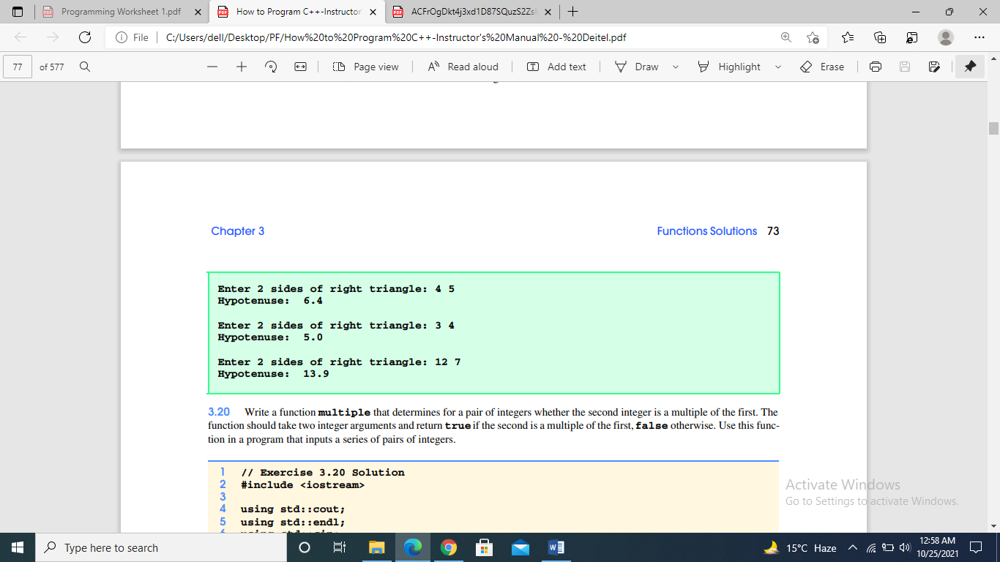 Programming Worksheet 1.pdf
How to Program C++-Instructor
ACFrOgDkt4j3xd1D87SQuzS2Zs
File
C:/Users/dell/Desktop/PF/How%20to%20Program%20C++-Instructor's%20Manual%20-%20Deitel.pdf
77 of 577
Page view
Read aloud
Add text
Draw
Highlight
Erase
Chapter 3
Functions Solutions 73
Enter 2 sides of right triangle: 4 5
Hypotenuse: 6.4
Enter 2 sides of right triangle: 3 4
Hypotenuse: 5.0
Enter 2 sides of right triangle: 12 7
Hypotenuse: 13.9
3.20 Write a function multiple that determines for a pair of integers whether the second integer is a multiple of the first. The
function should take two integer arguments and return true if the second is a multiple of the first, false otherwise. Use this func-
tion in a program that inputs a series of pairs of integers.
1 // Exercise 3.20 Solution
2 #include <iostream>
3
4 using std::cout;
5 using std::endl;
Activate Windows
Go to Settings to activate Windows.
Type here to search
15°C Haze
12:58 AM
10/25/2021